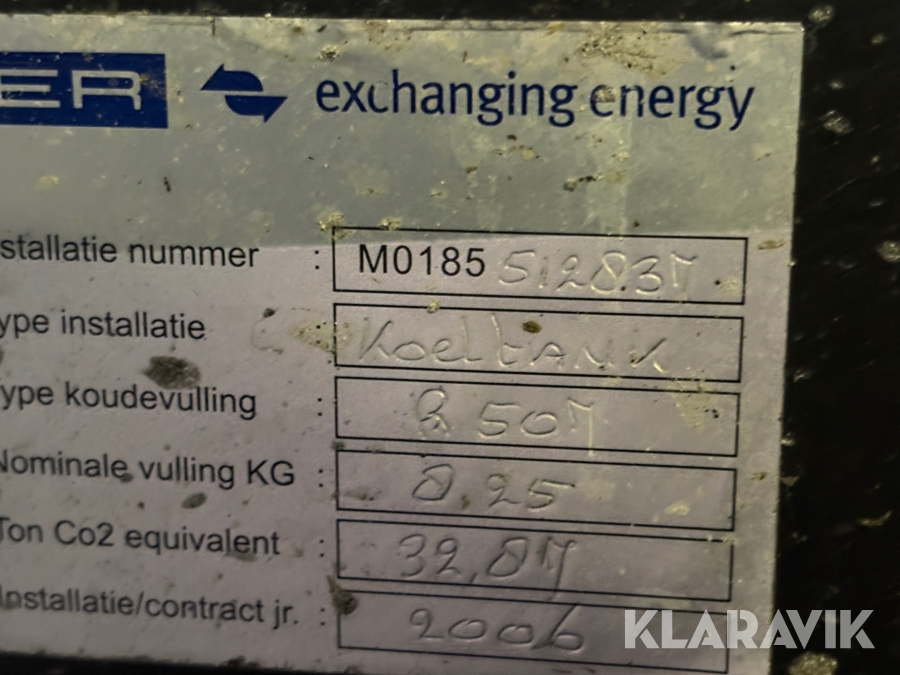 ER exchanging energy
stallatie nummer : M0185 512837
ype installatie Koeltank
ype koudevulling : R507
Nominale vulling KG : 8,25
Ton Co2 equivalent : 32,87
Installatie/contract jr. : 2006
KLARAVIK